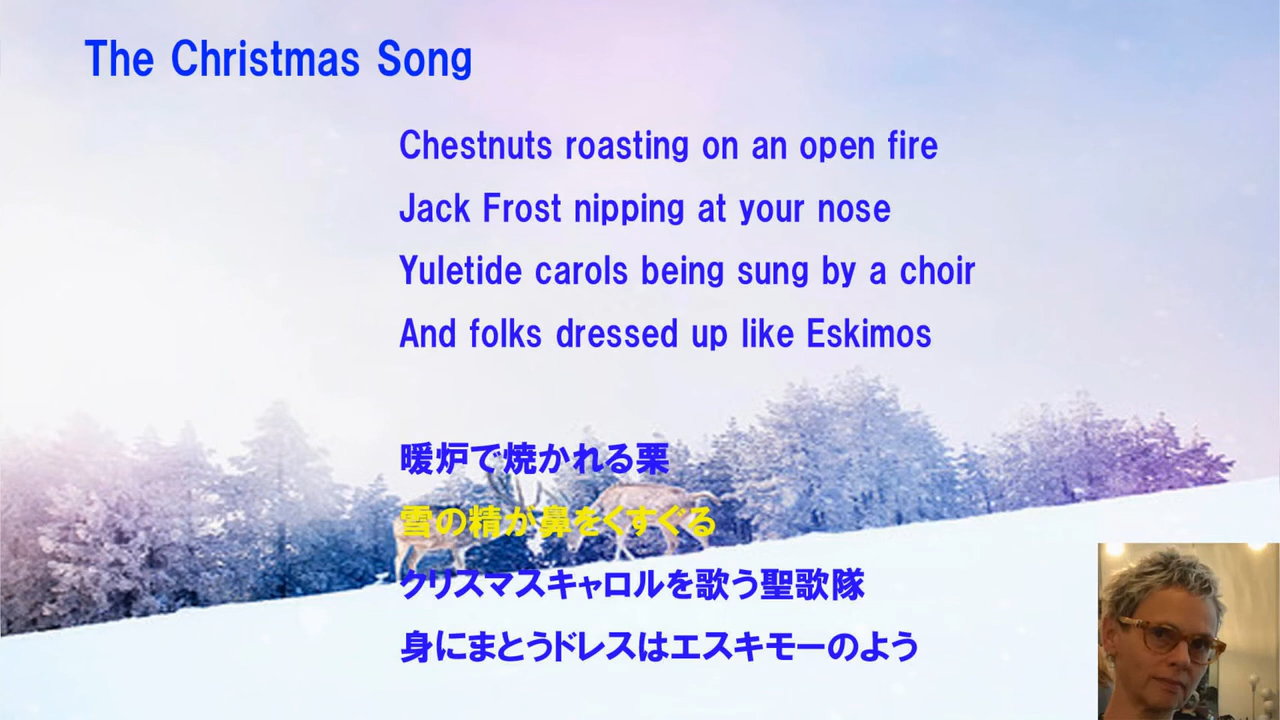 The Christmas Song
Chestnuts roasting on an open fire
Jack Frost nipping at your nose
Yuletide carols being sung by a choir
And folks dressed up like Eskimos
暖炉で焼かれる栗
雪の精が鼻をくすぐる
クリスマスキャロルを歌う聖歌隊
身にまとうドレスはエスキモーのよう